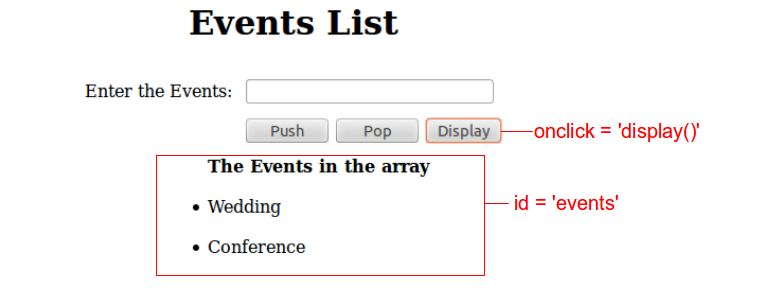 Events List
Enter the Events:
Push Pop Display onclick = 'display()'
The Events in the array
• Wedding id = 'events'
• Conference